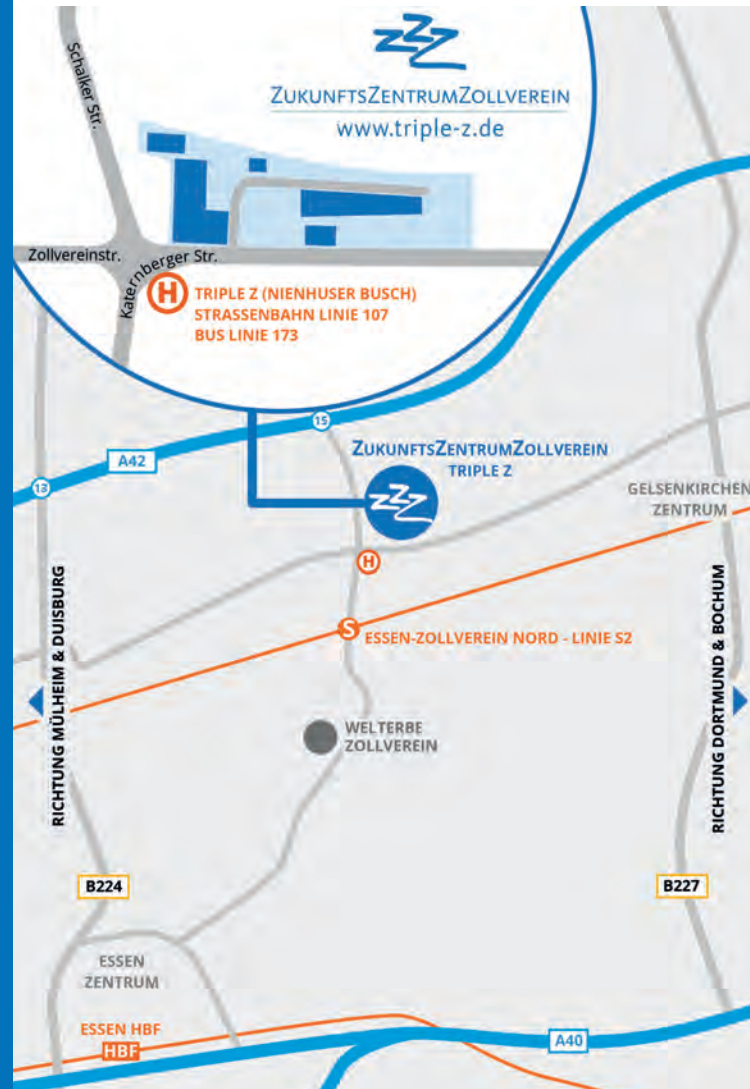 zzz
ZUKUNFTSZENTRUMZOLLVEREIN
www.triple-z.de
Schalker Str.
Zollvereinstr.
Katernberger Str.
H
TRIPLE Z (NIENHUSER BUSCH)
STRASSENBAHN LINIE 107
BUS LINIE 173
15
A42
13
ZUKUNFTSZENTRUMZOLLVEREIN
TRIPLE Z
zzz
GELSENKIRCHEN
ZENTRUM
H
S ESSEN-ZOLLVEREIN NORD - LINIE S2
RICHTUNG MÜLHEIM & DUISBURG
RICHTUNG DORTMUND & BOCHUM
WELTERBE
ZOLLVEREIN
B224
B227
ESSEN
ZENTRUM
ESSEN HBF
HBF
A40